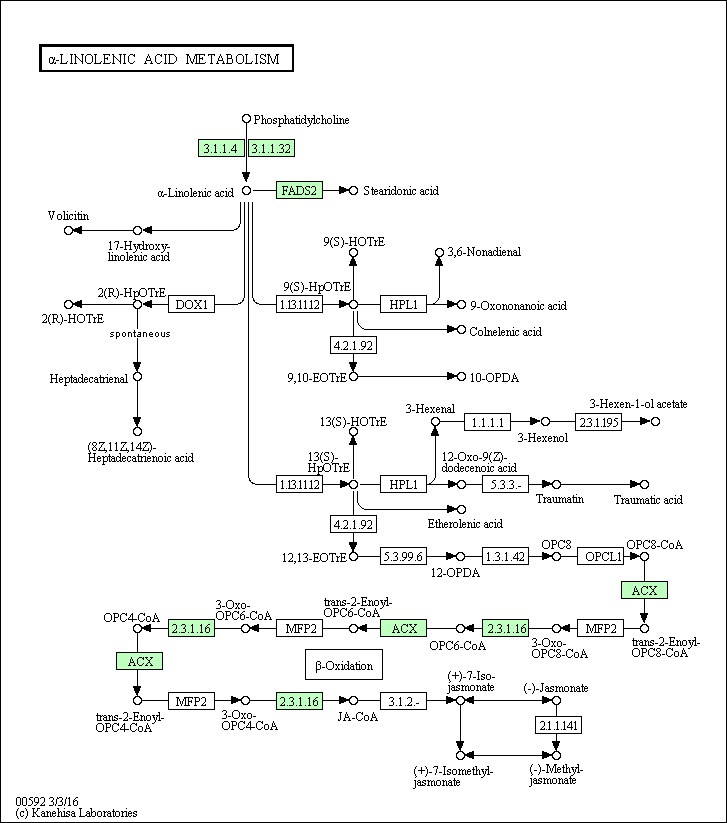 α-LINOLENIC ACID METABOLISM
Phosphatidylcholine
3.1.1.4 3.1.1.32
α-Linolenic acid
FADS2
Stearidonic acid
Volicitin
17-Hydroxy-
linolenic acid
9(S)-HOTrE
3,6-Nonadienal
2(R)-HpOTrE
DOX1
2(R)-HOTrE
9(S)-HpOTrE
1.13.11.12
HPL1
9-Oxononanoic acid
Colnelenic acid
spontaneous
4.2.1.92
Heptadecatrienal
9,10-EOTrE
10-OPDA
(8Z,11Z,14Z)-
Heptadecatrienoic acid
13(S)-HOTrE
3-Hexenal
1.1.1.1
3-Hexenol
2.3.1.195
3-Hexen-1-ol acetate
13(S)-
HpOTrE
1.13.11.12
HPL1
12-Oxo-9(Z)-
dodecenoic acid
5.3.3.-
Traumatin
Traumatic acid
Etherolenic acid
4.2.1.92
12,13-EOTrE
5.3.99.6
12-OPDA
1.3.1.42
OPC8
OPCL1
OPC8-CoA
ACX
trans-2-Enoyl-
OPC8-CoA
MFP2
3-Oxo-
OPC8-CoA
2.3.1.16
OPC6-CoA
ACX
trans-2-Enoyl-
OPC6-CoA
MFP2
3-Oxo-
OPC6-CoA
2.3.1.16
OPC4-CoA
ACX
β-Oxidation
trans-2-Enoyl-
OPC4-CoA
MFP2
3-Oxo-
OPC4-CoA
2.3.1.16
JA-CoA
3.1.2.-
(+)-7-Iso-
jasmonate
(-)-Jasmonate
2.1.1.141
(+)-7-Isomethyl-
jasmonate
(-)-Methyl-
jasmonate
00592 3/3/16
(c) Kanehisa Laboratories